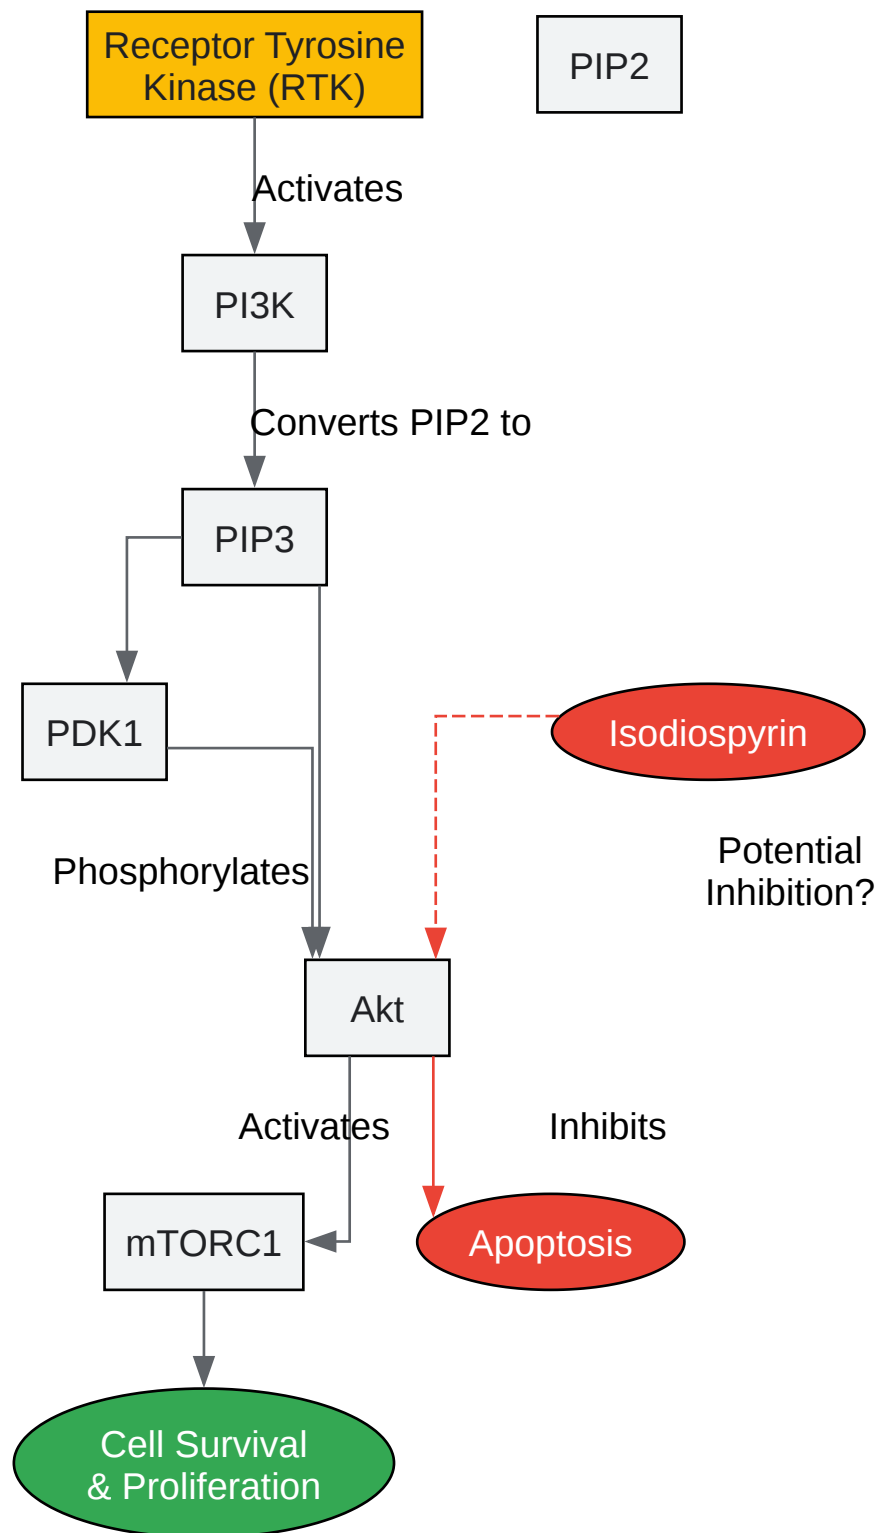 Receptor Tyrosine
Kinase (RTK)
PIP2
Activates
PI3K
Converts PIP2 to
PIP3
PDK1
Isodiospyrin
Phosphorylates
Potential
Inhibition?
Akt
Activates
Inhibits
mTORC1
Apoptosis
Cell Survival
& Proliferation